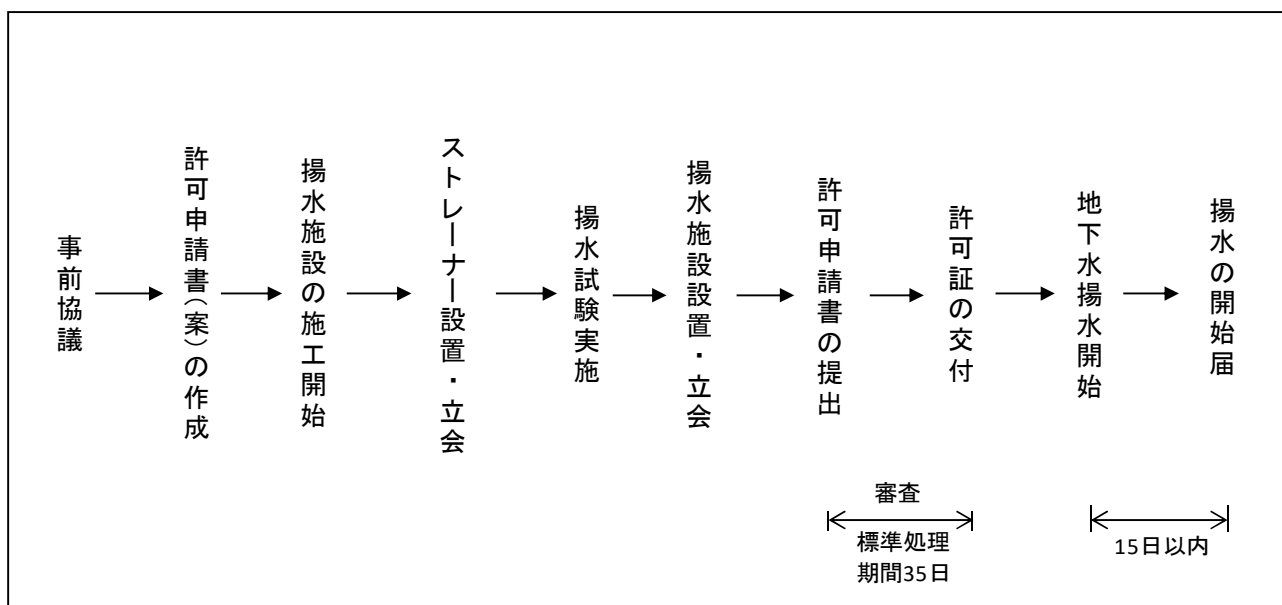 事前協議
許可申請書(案)の作成
揚水施設の施工開始
ストレーナー設置・立会
揚水試験実施
揚水施設設置・立会
許可申請書の提出
許可証の交付
地下水揚水開始
揚水の開始届
審査
標準処理
期間35日
15日以内